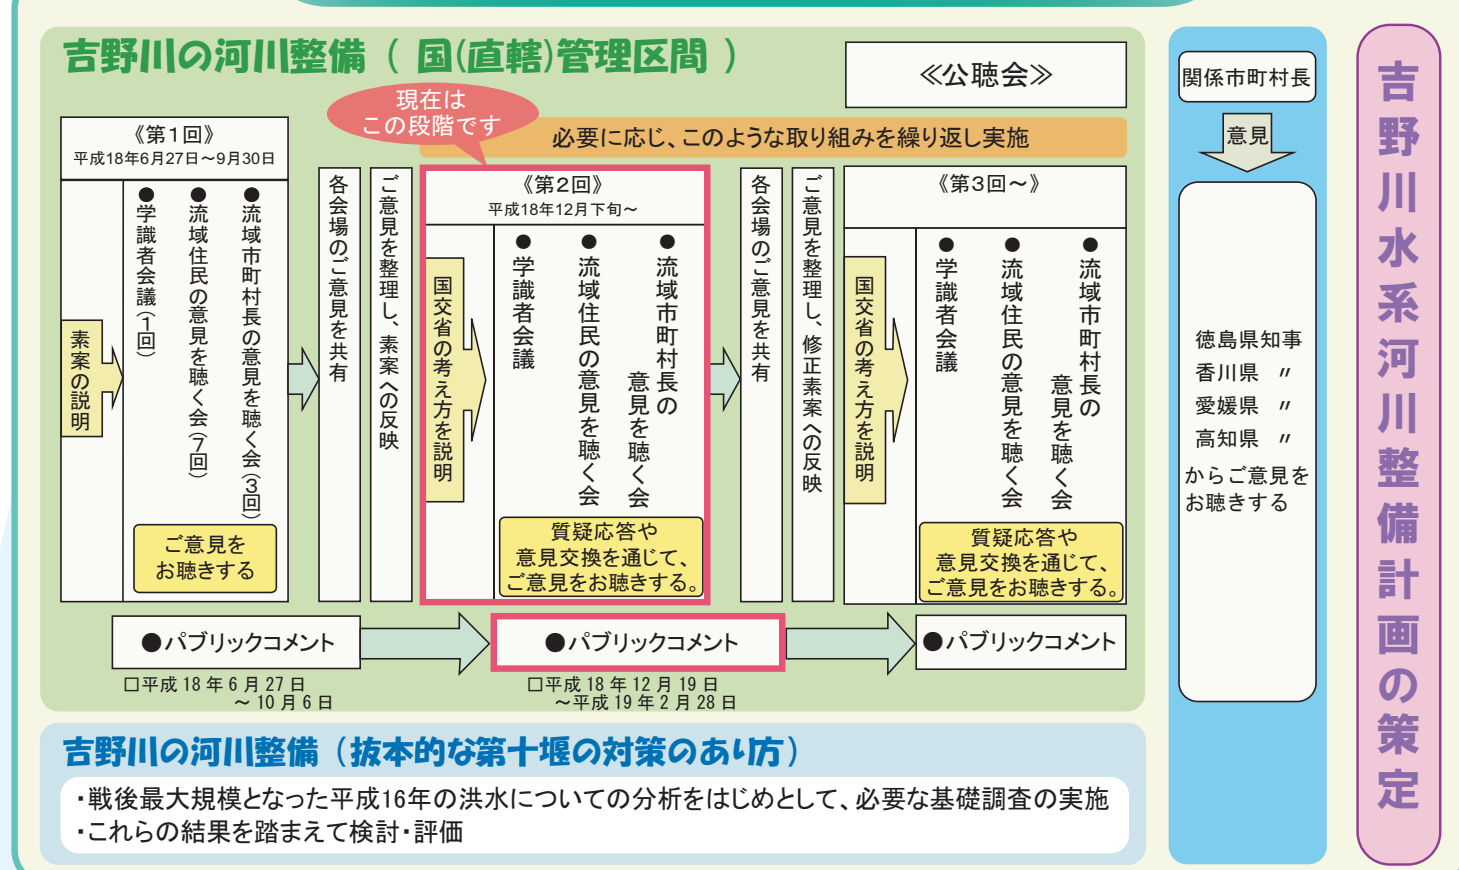 吉野川の河川整備（ 国(直轄)管理区間 ）
≪公聴会≫
現在は
この段階です
必要に応じ、このような取り組みを繰り返し実施
《第1回》
平成18年6月27日～9月30日
素案の説明
●学識者会議（1回）
●流域住民の意見を聴く会（7回）
●流域市町村長の意見を聴く会（3回）
ご意見を
お聴きする
各会場のご意見を共有
ご意見を整理し、素案への反映
《第2回》
平成18年12月下旬～
国交省の考え方を説明
●学識者会議
●流域住民の意見を聴く会
●流域市町村長の
意見を聴く会
質疑応答や
意見交換を通じて、
ご意見をお聴きする。
各会場のご意見を共有
ご意見を整理し、修正素案への反映
《第3回～》
国交省の考え方を説明
●学識者会議
●流域住民の意見を聴く会
●流域市町村長の
意見を聴く会
質疑応答や
意見交換を通じて、
ご意見をお聴きする。
●パブリックコメント
□平成18年6月27日
～10月6日
●パブリックコメント
□平成18年12月19日
～平成19年2月28日
●パブリックコメント
吉野川の河川整備（抜本的な第十堰の対策のあり方）
・戦後最大規模となった平成16年の洪水についての分析をはじめとして、必要な基礎調査の実施
・これらの結果を踏まえて検討・評価
関係市町村長
意見
徳島県知事
香川県 〃
愛媛県 〃
高知県 〃
からご意見を
お聴きする
吉野川水系河川整備計画の策定